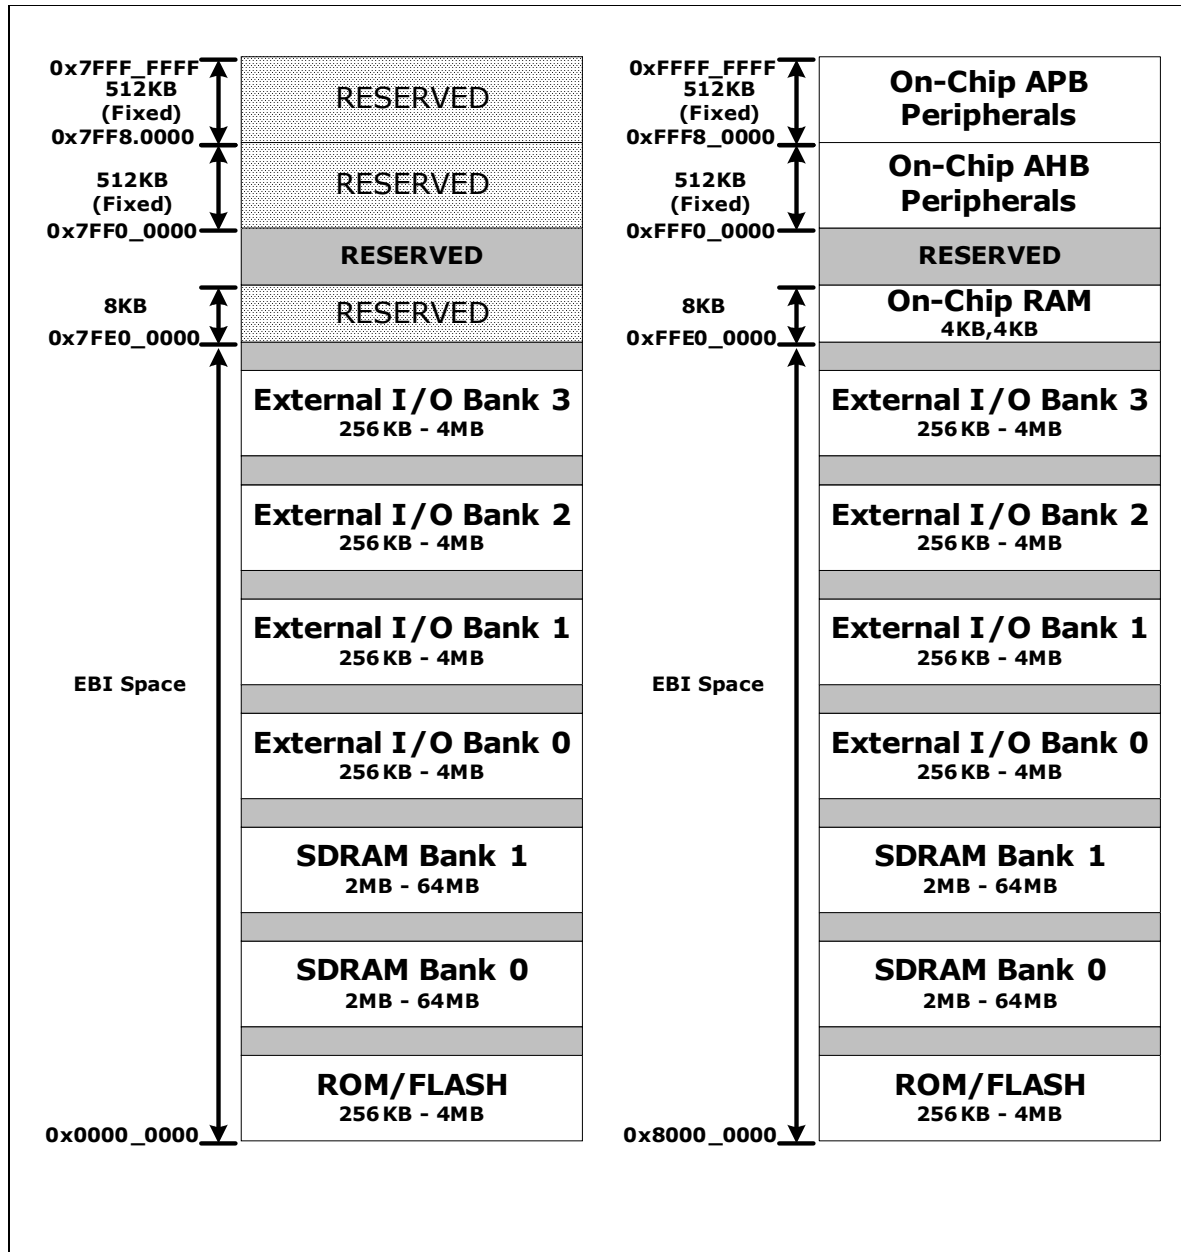 0x7FFF_FFFF
512KB
(Fixed)
0x7FF8.0000
512KB
(Fixed)
0x7FF0_0000
8KB
0x7FE0_0000
EBI Space
0x0000_0000
RESERVED
RESERVED
RESERVED
RESERVED
External I/O Bank 3
256KB - 4MB
External I/O Bank 2
256KB - 4MB
External I/O Bank 1
256KB - 4MB
External I/O Bank 0
256KB - 4MB
SDRAM Bank 1
2MB - 64MB
SDRAM Bank 0
2MB - 64MB
ROM/FLASH
256KB - 4MB
0xFFFF_FFFF
512KB
(Fixed)
0xFFF8_0000
512KB
(Fixed)
0xFFF0_0000
8KB
0xFFE0_0000
EBI Space
0x8000_0000
On-Chip APB
Peripherals
On-Chip AHB
Peripherals
RESERVED
On-Chip RAM
4KB,4KB
External I/O Bank 3
256KB - 4MB
External I/O Bank 2
256KB - 4MB
External I/O Bank 1
256KB - 4MB
External I/O Bank 0
256KB - 4MB
SDRAM Bank 1
2MB - 64MB
SDRAM Bank 0
2MB - 64MB
ROM/FLASH
256KB - 4MB